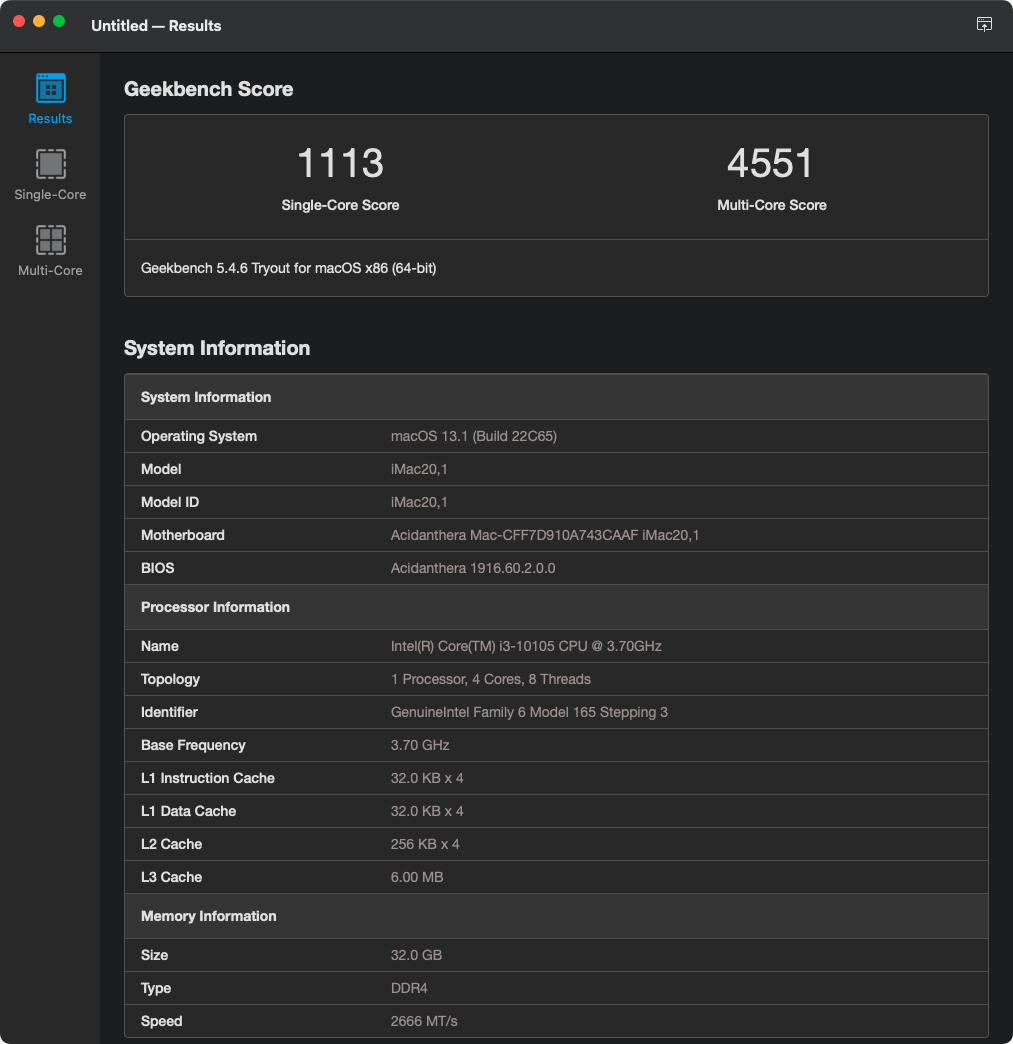 Untitled — Results
Results
Single-Core
Multi-Core
Geekbench Score
1113
Single-Core Score
4551
Multi-Core Score
Geekbench 5.4.6 Tryout for macOS x86 (64-bit)
System Information
System Information
Operating System macOS 13.1 (Build 22C65)
Model iMac20,1
Model ID iMac20,1
Motherboard Acidanthera Mac-CFF7D910A743CAAF iMac20,1
BIOS Acidanthera 1916.60.2.0.0
Processor Information
Name Intel(R) Core(TM) i3-10105 CPU @ 3.70GHz
Topology 1 Processor, 4 Cores, 8 Threads
Identifier GenuineIntel Family 6 Model 165 Stepping 3
Base Frequency 3.70 GHz
L1 Instruction Cache 32.0 KB x 4
L1 Data Cache 32.0 KB x 4
L2 Cache 256 KB x 4
L3 Cache 6.00 MB
Memory Information
Size 32.0 GB
Type DDR4
Speed 2666 MT/s